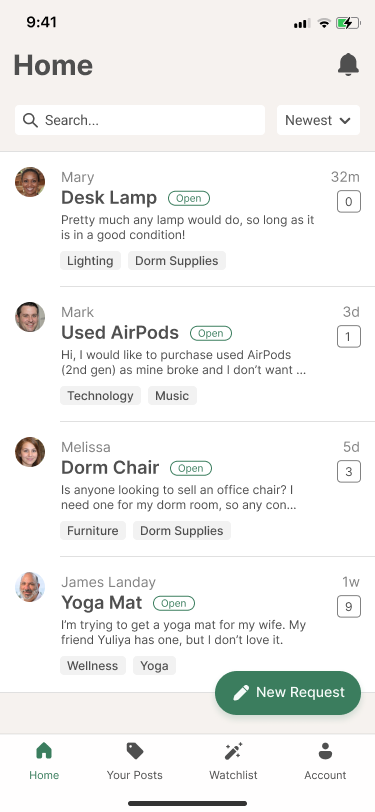 9:41
Home
Search...
Newest
Mary
32m
Desk Lamp
Open
0
Pretty much any lamp would do, so long as it
is in a good condition!
Lighting
Dorm Supplies
Mark
3d
Used AirPods
Open
1
Hi, I would like to purchase used AirPods
(2nd gen) as mine broke and I don’t want ...
Technology
Music
Melissa
5d
Dorm Chair
Open
3
Is anyone looking to sell an office chair? I
need one for my dorm room, so any con...
Furniture
Dorm Supplies
James Landay
1w
Yoga Mat
Open
9
I’m trying to get a yoga mat for my wife. My
friend Yuliya has one, but I don’t love it.
Wellness
Yoga
New Request
Home
Your Posts
Watchlist
Account